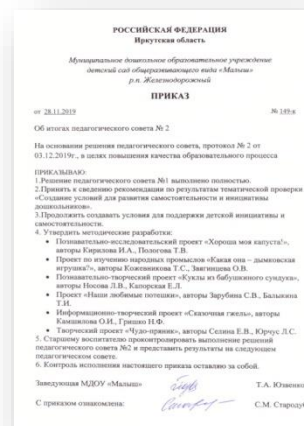 РОССИЙСКАЯ ФЕДЕРАЦИЯ
Иркутская область
Муниципальное дошкольное образовательное учреждение
детский сад общеразвивающего вида «Малыш»
р.п. Железнодорожный
ПРИКАЗ
от 28.11.2019 № 149-в
Об итогах педагогического совета № 2
На основании решения педагогического совета, протокол № 2 от
03.12.2019г., в целях повышения качества образовательного процесса
ПРИКАЗЫВАЮ:
1.Решение педагогического совета №1 выполнено полностью.
2.Принять к сведению рекомендации по результатам тематической проверки
«Создание условий для развития самостоятельности и инициативы
дошкольников».
3.Продолжить создавать условия для поддержки детской инициативы и
самостоятельности.
4. Утвердить методические разработки:
• Познавательно-исследовательский проект «Хороша моя капуста!»,
авторы Кирилова И.А., Пологова Т.В.
• Проект по изучению народных промыслов «Какая она – дымковская
игрушка?», авторы Кожевникова Т.С., Звягинцева О.В.
• Познавательно-творческий проект «Куклы из бабушкиного сундука»,
авторы Носова Л.В., Капорская Е.Л.
• Проект «Наши любимые потешки», авторы Зарубина С.В., Балыкина
Т.И.
• Информационно-творческий проект «Сказочная гжель», авторы
Камшилова О.И., Гришко Н.Ф.
• Творческий проект «Чудо-пряник», авторы Селина Е.В., Юрчус Л.С.
5. Старшему воспитателю проконтролировать выполнение решений
педагогического совета №2 и представить результаты на следующем
педагогическом совете.
6. Контроль исполнения настоящего приказа оставляю за собой.
Заведующая МДОУ «Малыш» Т.А. Ювенко
С приказом ознакомлена: С.М. Староду